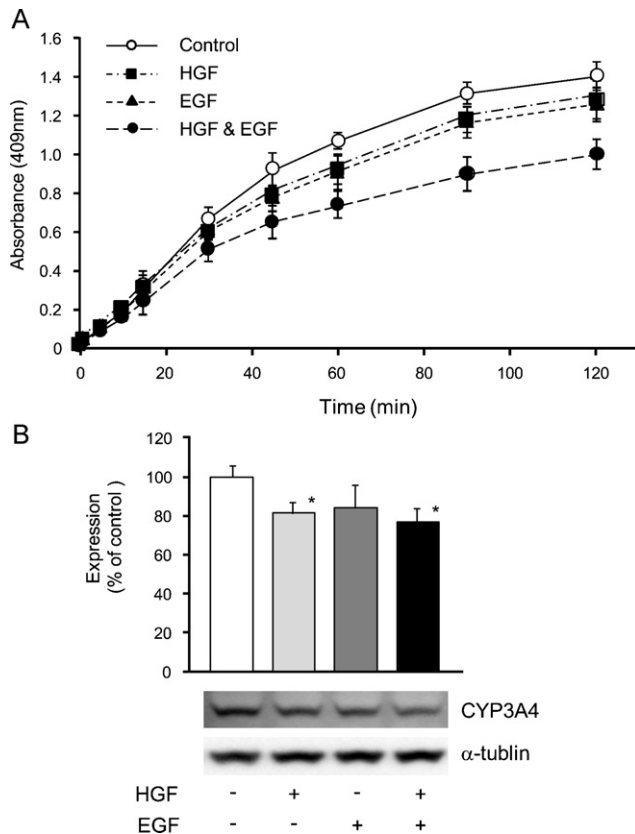 A
Control
HGF
EGF
HGF & EGF
Absorbance (409nm)
1.6
1.4
1.2
1.0
0.8
0.6
0.4
0.2
0
0 20 40 60 80 100 120
Time (min)
B
Expression
(% of control )
120
100
80
60
40
20
0
* *
CYP3A4
α-tublin
HGF - + - +
EGF - - + +